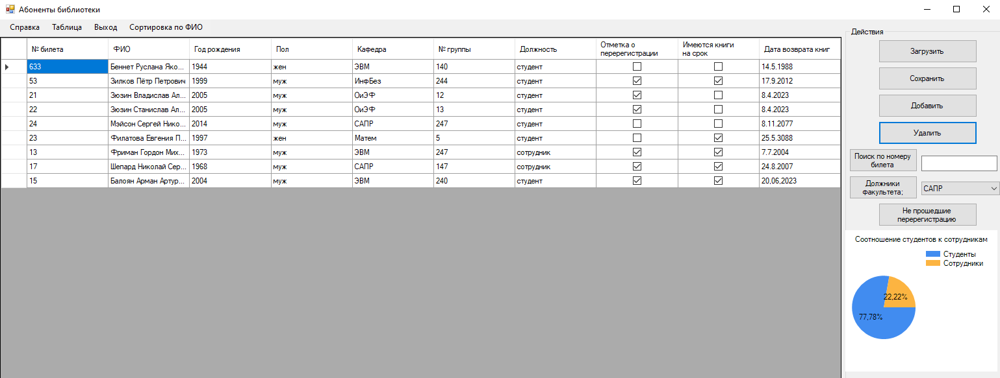 Абоненты библиотеки
Справка Таблица Выход Сортировка по ФИО
№ билета ФИО Год рождения Пол Кафедра № группы Должность Отметка о перерегистрации Имеются книги на срок Дата возврата книг
633 Беннет Руслана Яко... 1944 жен ЭВМ 140 студент 14.5.1988
53 Зилков Пётр Петрович 1999 муж ИнфБез 244 студент 17.9.2012
21 Зюзин Владислав Ал... 2005 муж ОиЭФ 12 студент 8.4.2023
22 Зюзин Станислав Ал... 2005 муж ОиЭФ 13 студент 8.4.2023
24 Мэйсон Сергей Нико... 2014 муж САПР 247 студент 8.11.2077
23 Филатова Евгения П... 1997 жен Матем 5 студент 25.5.3088
13 Фриман Гордон Мих... 1973 муж ЭВМ 247 сотрудник 7.7.2004
17 Шепард Николай Сер... 1968 муж САПР 147 сотрудник 24.8.2007
15 Балоян Арман Артур... 2004 муж ЭВМ 240 студент 20,06,2023
Действия
Загрузить
Сохранить
Добавить
Удалить
Поиск по номеру
билета
Должники
факультета;
САПР
Не прошедшие
перерегистрацию
Соотношение студентов к сотрудникам
Студенты
Сотрудники
22,22%
77,78%